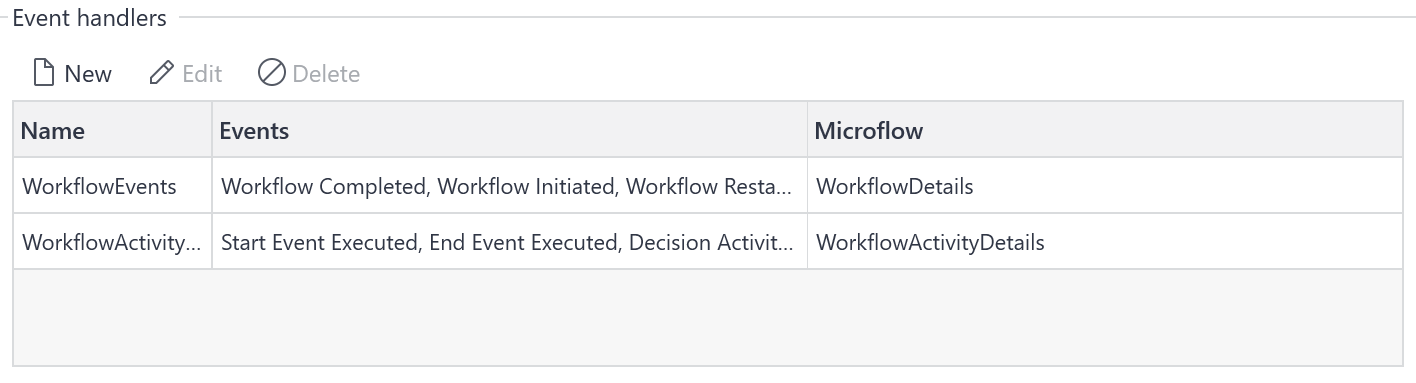 Event handlers
New Edit Delete
Name Events Microflow
WorkflowEvents Workflow Completed, Workflow Initiated, Workflow Resta... WorkflowDetails
WorkflowActivity... Start Event Executed, End Event Executed, Decision Activit... WorkflowActivityDetails